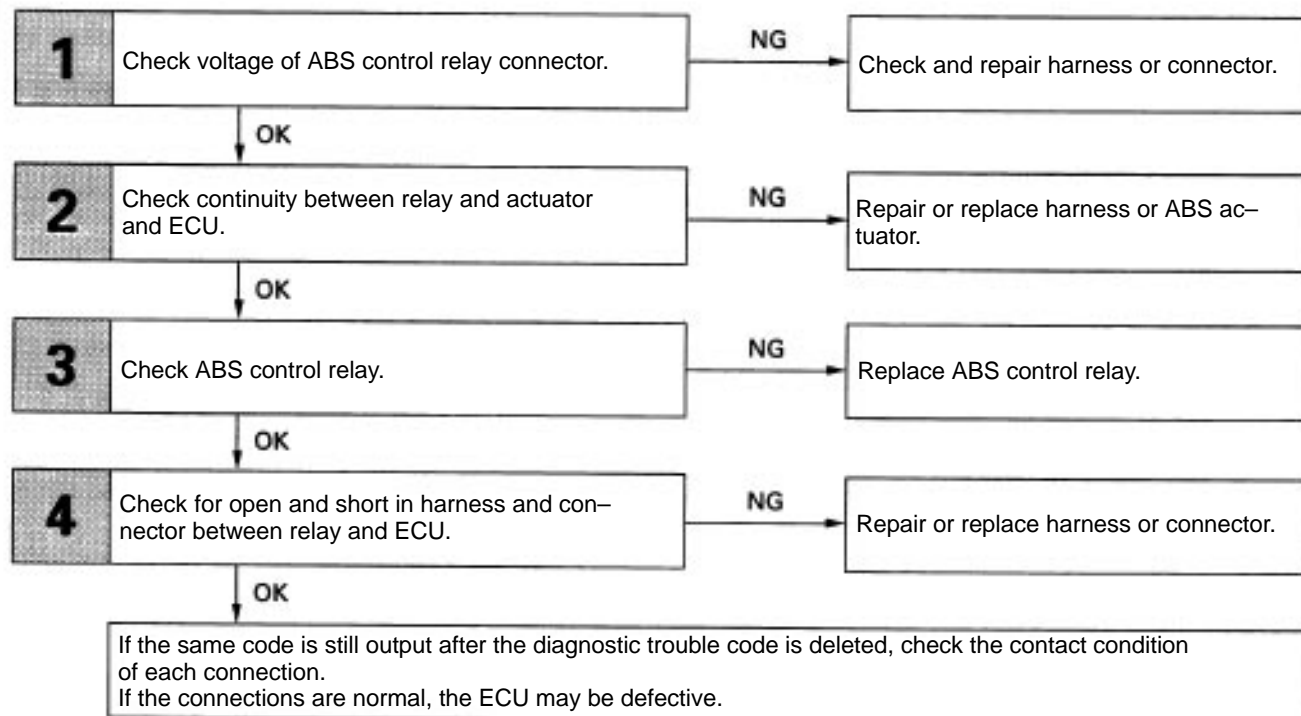 1
Check voltage of ABS control relay connector.
NG
Check and repair harness or connector.
OK
2
Check continuity between relay and actuator
and ECU.
NG
Repair or replace harness or ABS ac–
tuator.
OK
3
Check ABS control relay.
NG
Replace ABS control relay.
OK
4
Check for open and short in harness and con–
nector between relay and ECU.
NG
Repair or replace harness or connector.
OK
If the same code is still output after the diagnostic trouble code is deleted, check the contact condition
of each connection.
If the connections are normal, the ECU may be defective.